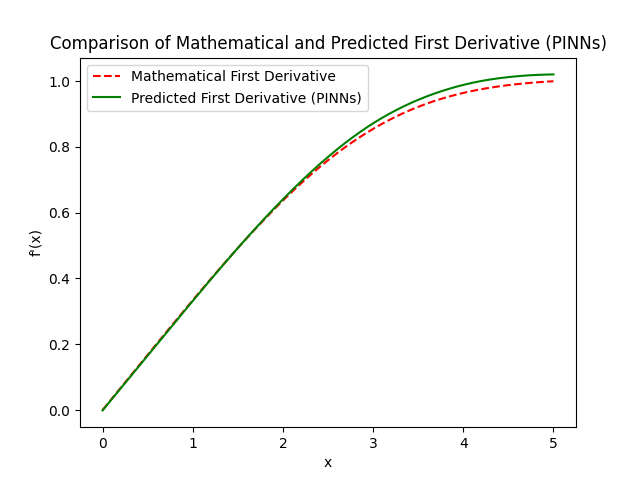 Comparison of Mathematical and Predicted First Derivative (PINNs)
Mathematical First Derivative
Predicted First Derivative (PINNs)
1.0
0.8
0.6
0.4
0.2
0.0
f'(x)
0 1 2 3 4 5
x